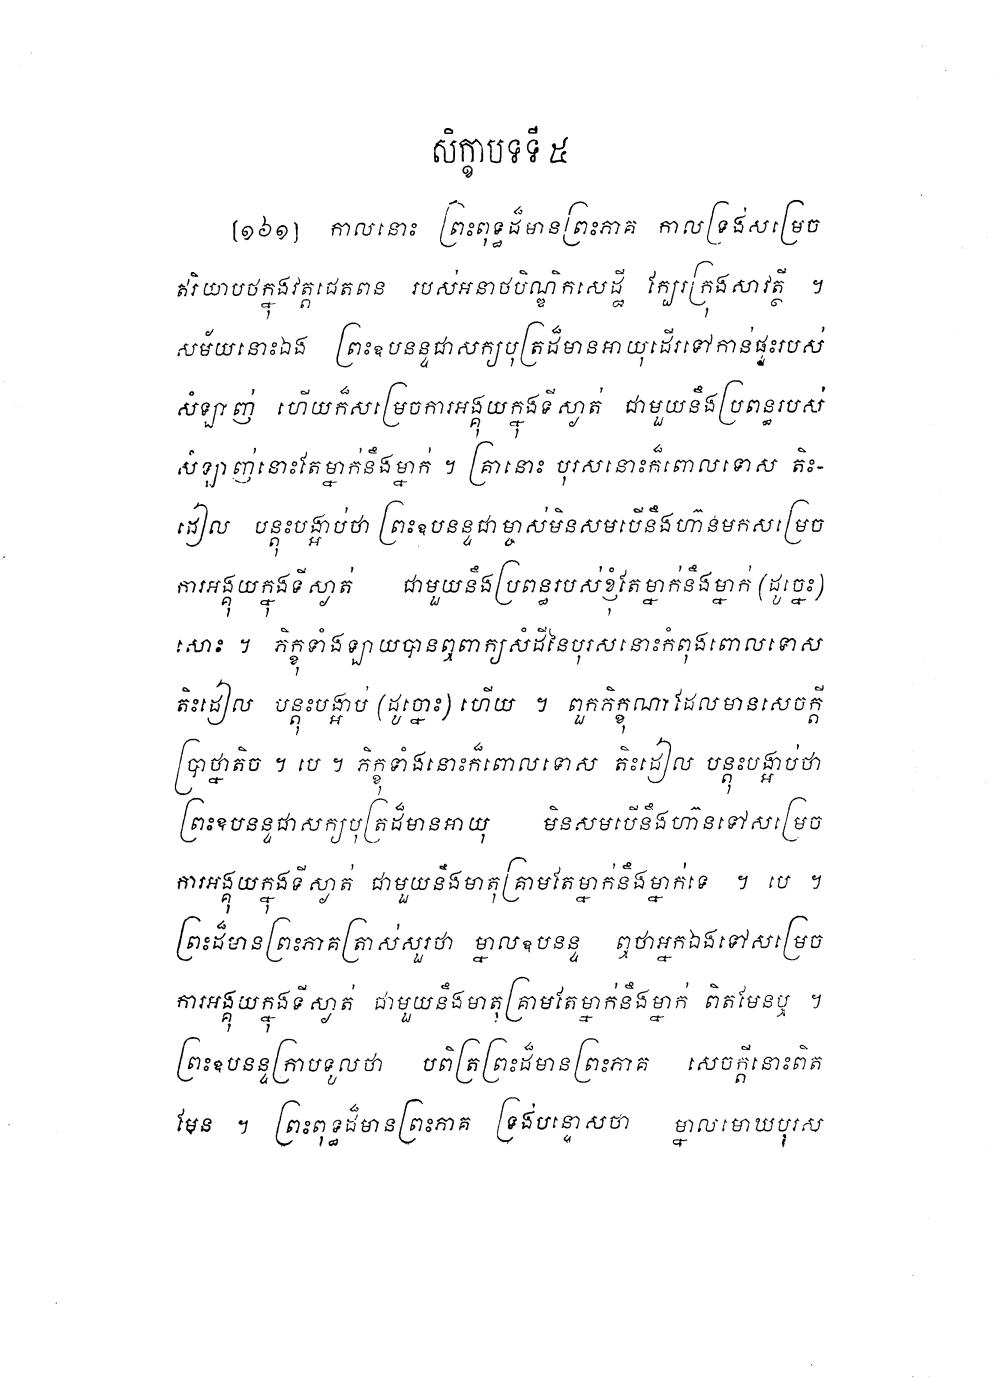 សិក្ខាបទទី ៥
[១៦១] កាលនោះ ព្រះពុទ្ធដ៏មានព្រះភាគ កាលទ្រង់សម្រេច
ឥរិយាបថក្នុងវត្តជេតពន របស់អនាថបិណ្ឌិកសេដ្ឋី ក្បែរក្រុងសាវត្ថី ។
សម័យនោះឯង ព្រះឧបនន្ទជាសក្យបុត្រដ៏មានអាយុដើរទៅកាន់ផ្ទះរបស់
សំឡាញ់ ហើយក៏សម្រេចការអង្គុយក្នុងទីស្ងាត់ ជាមួយនឹងប្រពន្ធរបស់
សំឡាញ់នោះតែម្នាក់នឹងម្នាក់ ។ គ្រានោះ បុរសនោះក៏ពោលទោស តិះ-
ដៀល បន្តុះបង្អាប់ថា ព្រះឧបនន្ទជាម្ចាស់មិនសមបើនឹងហ៊ានមកសម្រេច
ការអង្គុយក្នុងទីស្ងាត់ ជាមួយនឹងប្រពន្ធរបស់ខ្ញុំតែម្នាក់នឹងម្នាក់ (ដូច្នេះ)
សោះ ។ ភិក្ខុទាំងឡាយបានឮពាក្យសំដីនៃបុរសនោះកំពុងពោលទោស
តិះដៀល បន្តុះបង្អាប់ (ដូច្នោះ) ហើយ ។ ពួកភិក្ខុណាដែលមានសេចក្តី
ប្រាថ្នាតិច ។ បេ ។ ភិក្ខុទាំងនោះក៏ពោលទោស តិះដៀល បន្តុះបង្អាប់ថា
ព្រះឧបនន្ទជាសក្យបុត្រដ៏មានអាយុ មិនសមបើនឹងហ៊ានទៅសម្រេច
ការអង្គុយក្នុងទីស្ងាត់ ជាមួយនឹងមាតុគ្រាមតែម្នាក់នឹងម្នាក់ទេ ។ បេ ។
ព្រះដ៏មានព្រះភាគត្រាស់សួរថា ម្នាលឧបនន្ទ ឮថាអ្នកឯងទៅសម្រេច
ការអង្គុយក្នុងទីស្ងាត់ ជាមួយនឹងមាតុគ្រាមតែម្នាក់នឹងម្នាក់ ពិតមែនឬ ។
ព្រះឧបនន្ទក្រាបទូលថា បពិត្រព្រះដ៏មានព្រះភាគ សេចក្តីនោះពិត
មែន ។ ព្រះពុទ្ធដ៏មានព្រះភាគ ទ្រង់បន្ទោសថា ម្នាលមោឃបុរស